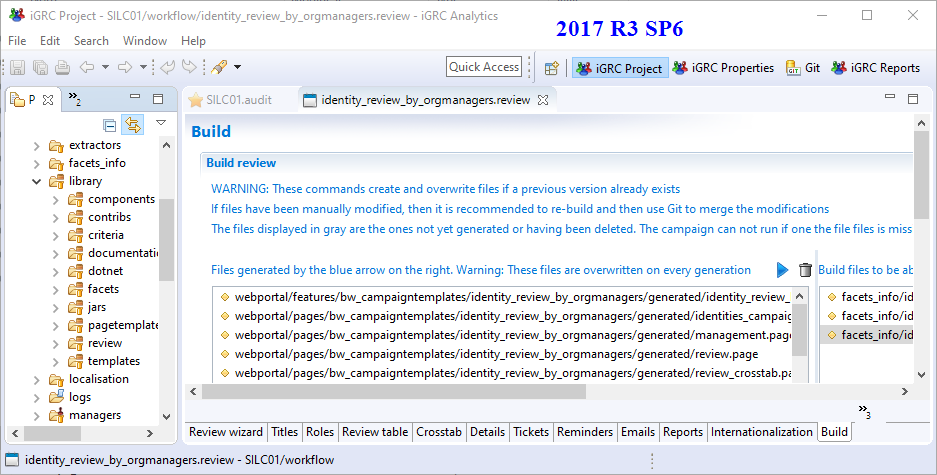 iGRC Project - SILC01/workflow/identity_review_by_orgmanagers.review - iGRC Analytics
2017 R3 SP6
File Edit Search Window Help
Quick Access
iGRC Project
iGRC Properties
Git
iGRC Reports
P
»2
SILC01.audit
identity_review_by_orgmanagers.review
extractors
facets_info
library
components
contribs
criteria
documentatio
dotnet
facets
jars
pagetemplate
review
templates
localisation
logs
managers
Build
Build review
WARNING: These commands create and overwrite files if a previous version already exists
If files have been manually modified, then it is recommended to re-build and then use Git to merge the modifications
The files displayed in gray are the ones not yet generated or having been deleted. The campaign can not run if one the file files is miss
Files generated by the blue arrow on the right. Warning: These files are overwritten on every generation
Build files to be ab
webportal/features/bw_campaigntemplates/identity_review_by_orgmanagers/generated/identity_review_
webportal/pages/bw_campaigntemplates/identity_review_by_orgmanagers/generated/identities_campaig
webportal/pages/bw_campaigntemplates/identity_review_by_orgmanagers/generated/management.page
webportal/pages/bw_campaigntemplates/identity_review_by_orgmanagers/generated/review.page
webportal/pages/bw_campaigntemplates/identity_review_by_orgmanagers/generated/review_crosstab.pa
facets_info/id
facets_info/id
facets_info/id
»3
Review wizard Titles Roles Review table Crosstab Details Tickets Reminders Emails Reports Internationalization Build
identity_review_by_orgmanagers.review - SILC01/workflow